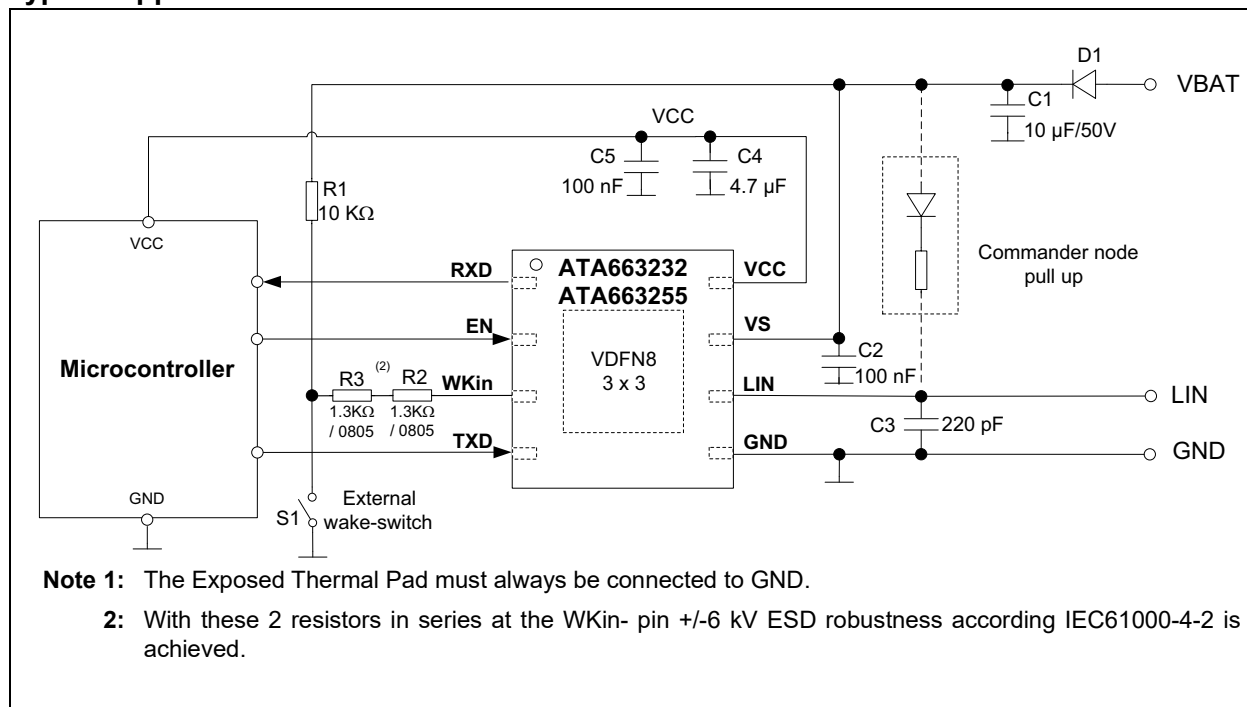 D1
VBAT
C1
10 µF/50V
VCC
C5
100 nF
C4
4.7 µF
R1
10 KΩ
VCC
Commander node
pull up
RXD
ATA663232
ATA663255
VCC
EN
VS
Microcontroller
VDFN8
3 x 3
C2
100 nF
R3
(2)
R2
WKin
LIN
LIN
1.3KΩ
/ 0805
1.3KΩ
/ 0805
C3
220 pF
TXD
GND
GND
GND
S1
External
wake-switch
Note 1: The Exposed Thermal Pad must always be connected to GND.
2: With these 2 resistors in series at the WKin- pin +/-6 kV ESD robustness according IEC61000-4-2 is
achieved.